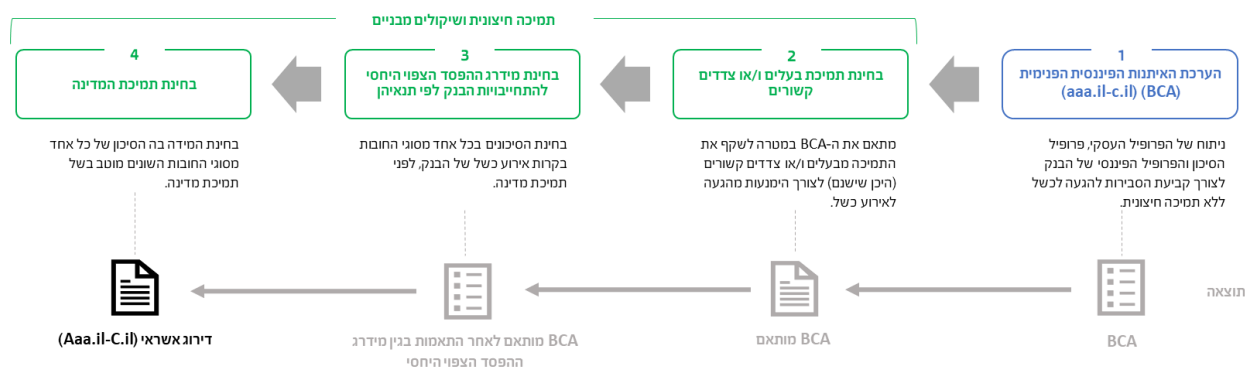 תמיכה חיצונית ושיקולים מבניים
1
הערכת האיתנות הפיננסית הפנימית
(aaa.il-c.il) (BCA)
2
בחינת תמיכת בעלים ו/או צדדים
קשורים
3
בחינת מידרג ההפסד הצפוי היחסי
להתחייבויות הבנק לפי תנאיהן
4
בחינת תמיכת המדינה
ניתוח של הפרופיל העסקי, פרופיל
הסיכון והפרופיל הפיננסי של הבנק
לצורך קביעת הסבירות להגעה לכשל
ללא תמיכה חיצונית.
מתאם את ה-BCA במטרה לשקף את
התמיכה מבעלים ו/או צדדים קשורים
(היכן שישנם) לצורך הימנעות מהגעה
לאירוע כשל.
בחינת הסיכונים בכל אחד מסוגי החובות
בקרות אירוע כשל של הבנק, לפני
תמיכת מדינה.
בחינת המידה בה הסיכון של כל אחד
מסוגי החובות השונים מוטב בשל
תמיכת מדינה.
תוצאה
BCA
BCA מותאם
BCA מותאם לאחר התאמות בגין מידרג
ההפסד הצפוי היחסי
דירוג אשראי (Aaa.il-C.il)